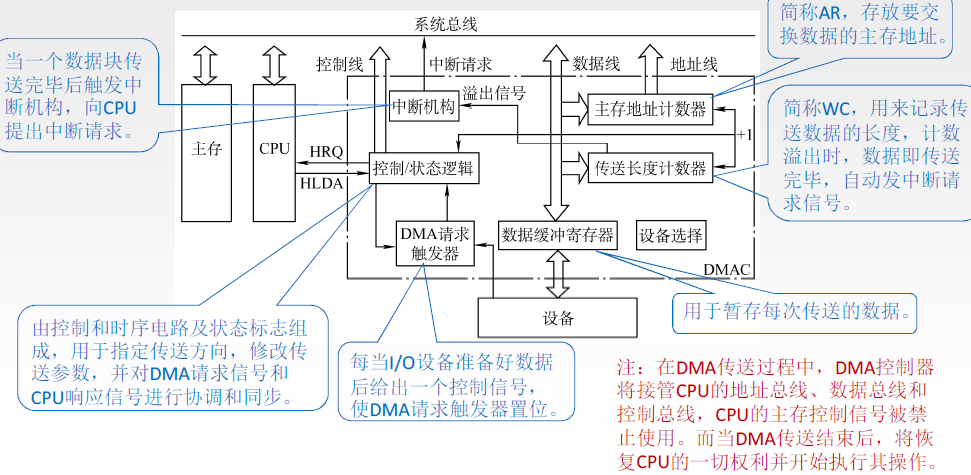 系统总线
简称AR，存放要交
换数据的主存地址。
当一个数据块传
送完毕后触发中
断机构，向CPU
提出中断请求。
控制线
中断请求
数据线
地址线
溢出信号
中断机构
主存地址计数器
简称WC，用来记录传
送数据的长度，计数
溢出时，数据即传送
完毕，自动发中断请
求信号。
+1
主存
CPU
HRQ
HLDA
控制/状态逻辑
传送长度计数器
DMA请求
触发器
数据缓冲寄存器
设备选择
DMAC
设备
用于暂存每次传送的数据。
由控制和时序电路及状态标志组
成，用于指定传送方向，修改传
送参数，并对DMA请求信号和
CPU响应信号进行协调和同步。
每当I/O设备准备好数据
后给出一个控制信号，
使DMA请求触发器置位。
注：在DMA传送过程中，DMA控制器
将接管CPU的地址总线、数据总线和
控制总线，CPU的主存控制信号被禁
止使用。而当DMA传送结束后，将恢
复CPU的一切权利并开始执行其操作。